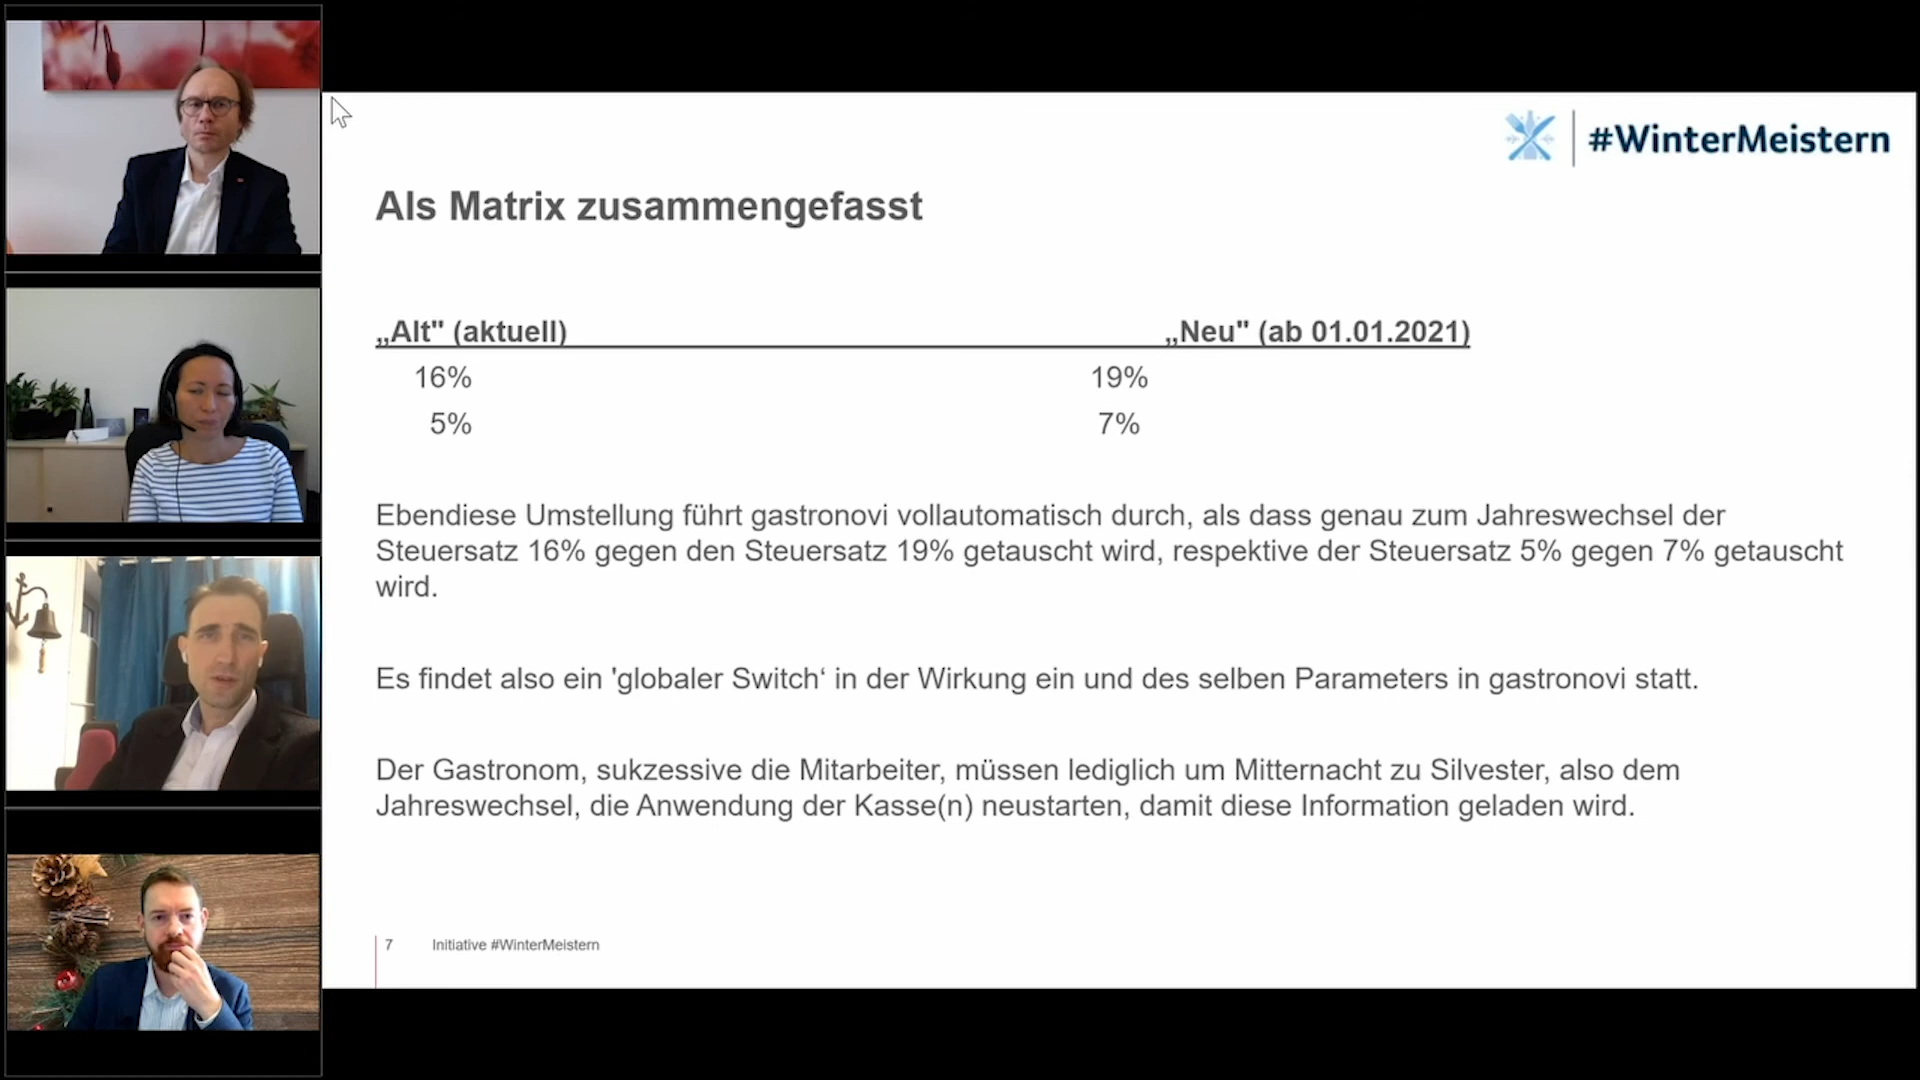 #WinterMeistern
Als Matrix zusammengefasst
„Alt" (aktuell) „Neu" (ab 01.01.2021)
16% 19%
5% 7%
Ebendiese Umstellung führt gastronovi vollautomatisch durch, als dass genau zum Jahreswechsel der
Steuersatz 16% gegen den Steuersatz 19% getauscht wird, respektive der Steuersatz 5% gegen 7% getauscht
wird.
Es findet also ein 'globaler Switch‘ in der Wirkung ein und des selben Parameters in gastronovi statt.
Der Gastronom, sukzessive die Mitarbeiter, müssen lediglich um Mitternacht zu Silvester, also dem
Jahreswechsel, die Anwendung der Kasse(n) neustarten, damit diese Information geladen wird.
7 Initiative #WinterMeistern